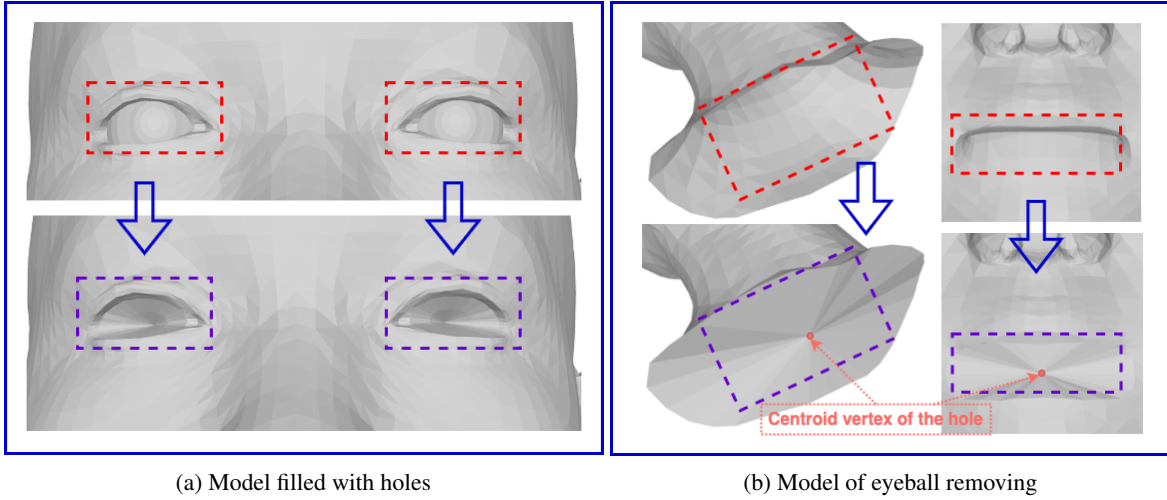 Centroid vertex of the hole
(a) Model filled with holes
(b) Model of eyeball removing